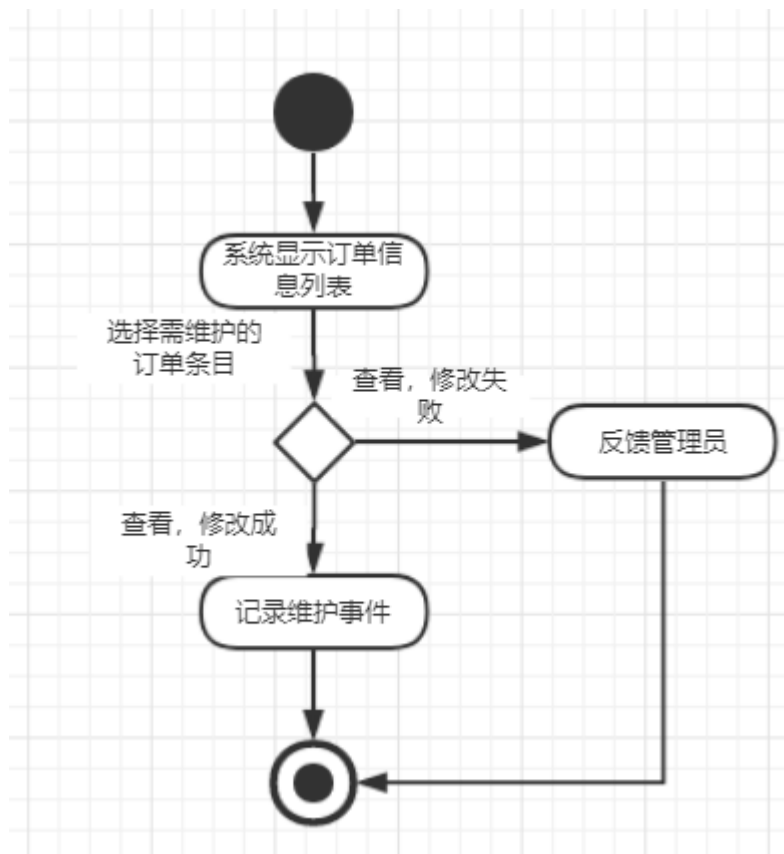 系统显示订单信
息列表
选择需维护的
订单条目
查看，修改失
败
反馈管理员
查看，修改成
功
记录维护事件